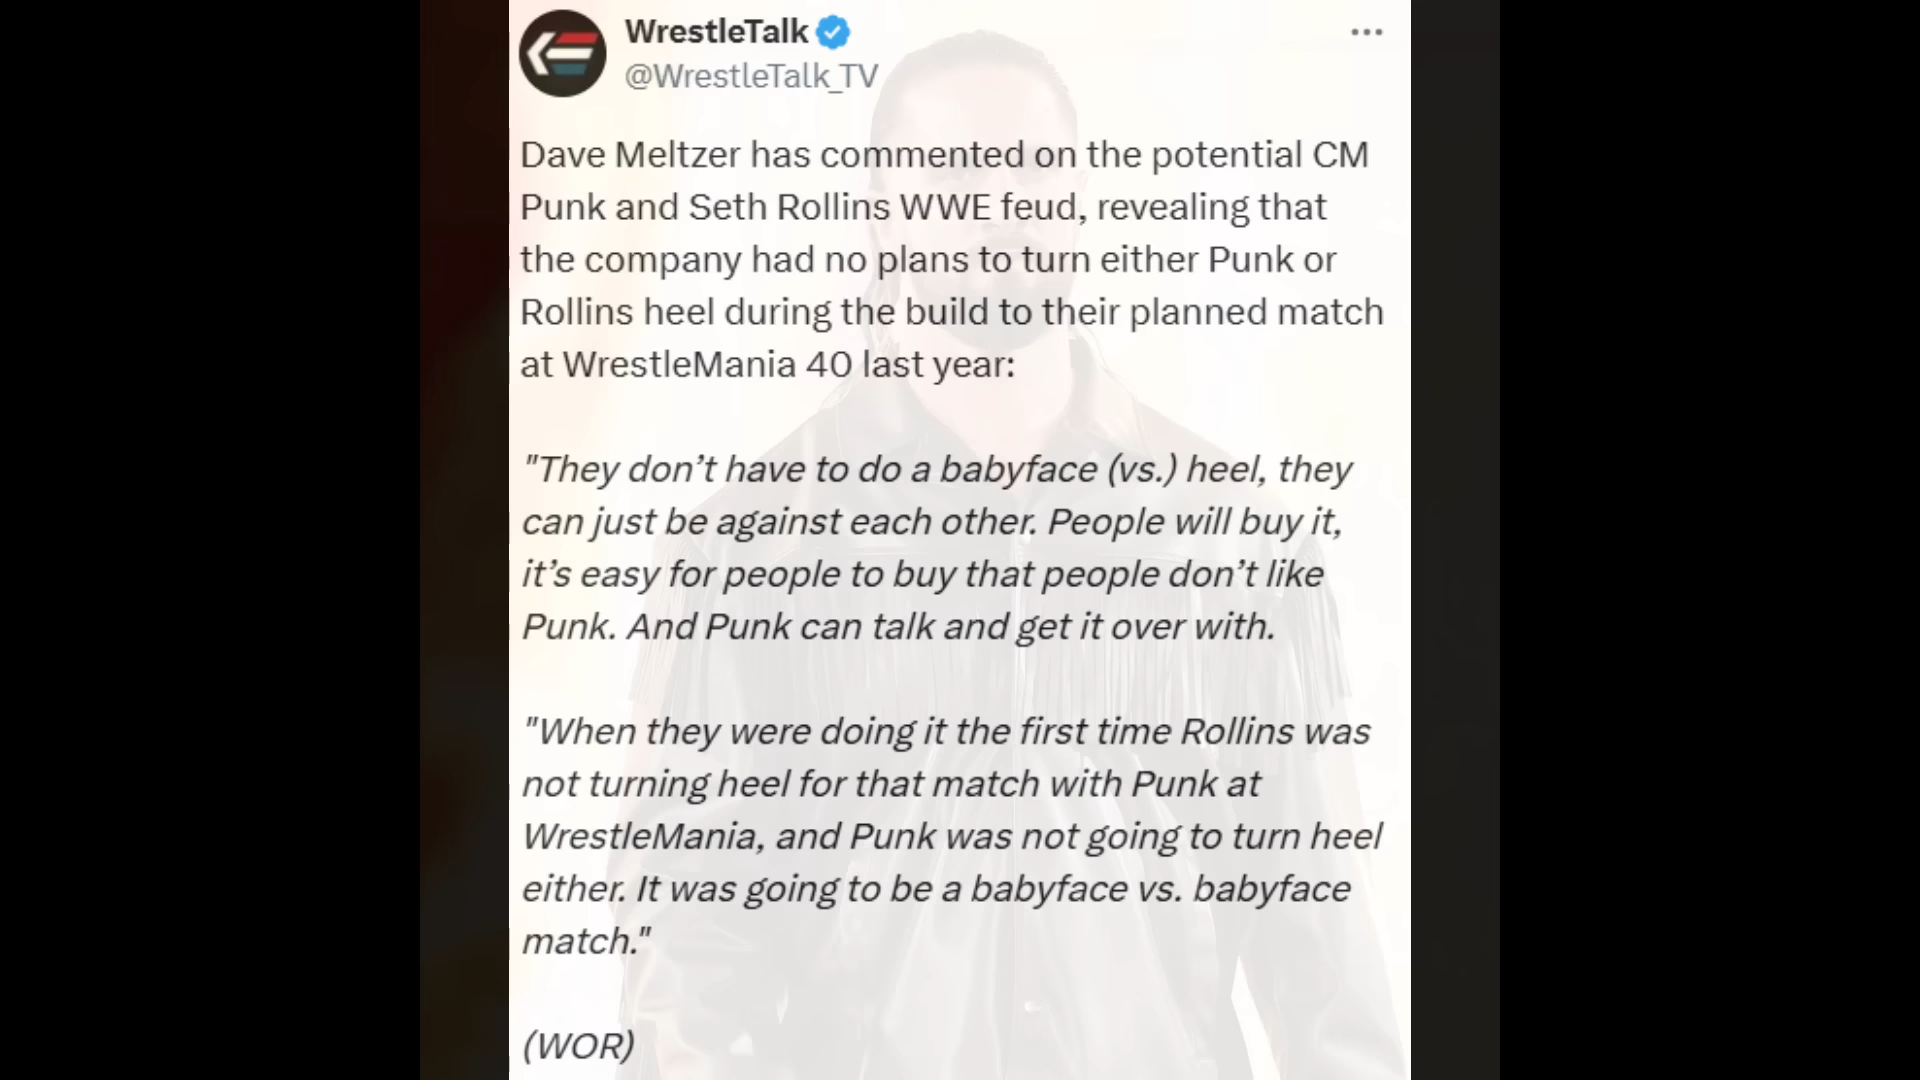 WrestleTalk
@WrestleTalk_TV
Dave Meltzer has commented on the potential CM
Punk and Seth Rollins WWE feud, revealing that
the company had no plans to turn either Punk or
Rollins heel during the build to their planned match
at WrestleMania 40 last year:
"They don’t have to do a babyface (vs.) heel, they
can just be against each other. People will buy it,
it’s easy for people to buy that people don’t like
Punk. And Punk can talk and get it over with.
"When they were doing it the first time Rollins was
not turning heel for that match with Punk at
WrestleMania, and Punk was not going to turn heel
either. It was going to be a babyface vs. babyface
match."
(WOR)